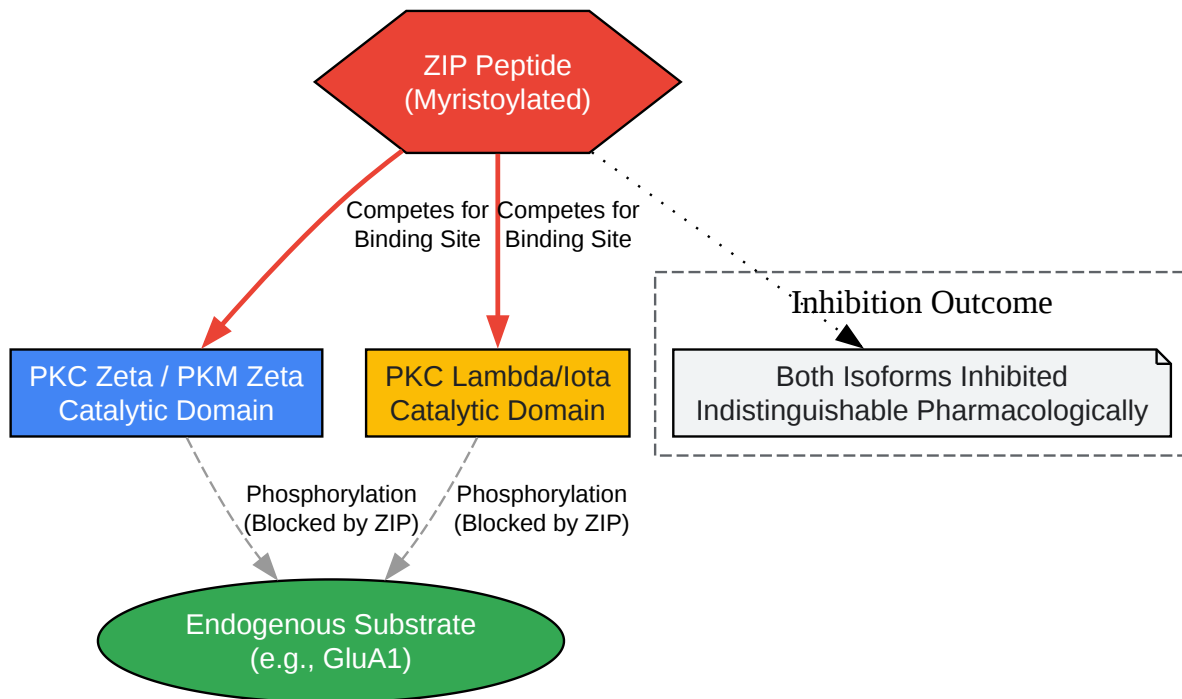 ZIP Peptide
(Myristoylated)
Competes for
Binding Site
Competes for
Binding Site
Inhibition Outcome
PKC Zeta / PKM Zeta
Catalytic Domain
PKC Lambda/Iota
Catalytic Domain
Both Isoforms Inhibited
Indistinguishable Pharmacologically
Phosphorylation
(Blocked by ZIP)
Phosphorylation
(Blocked by ZIP)
Endogenous Substrate
(e.g., GluA1)